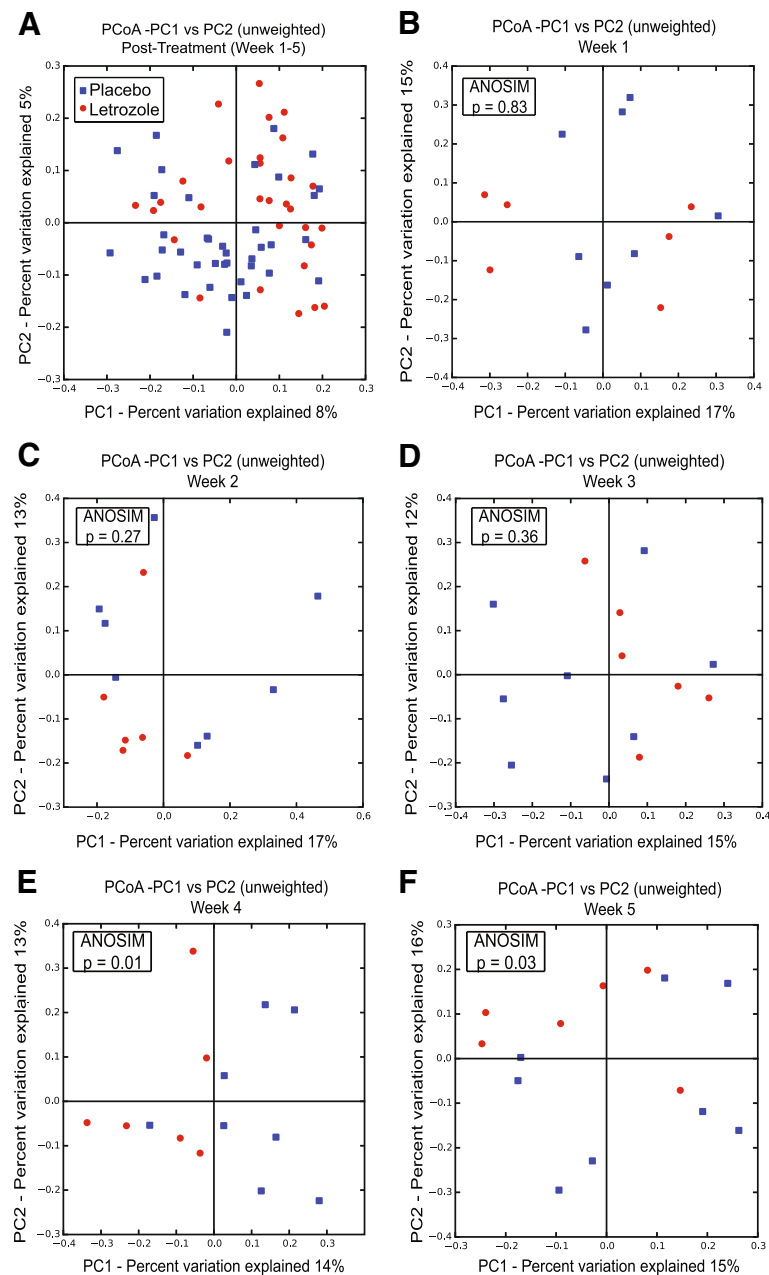 A
PCoA -PC1 vs PC2 (unweighted)
Post-Treatment (Week 1-5)
PC2 - Percent variation explained 5%
0.3
0.2
0.1
0.0
−0.1
−0.2
−0.3
Placebo
Letrozole
−0.3 −0.2 −0.1 0.0 0.1 0.2 0.3
PC1 - Percent variation explained 8%
B
PCoA -PC1 vs PC2 (unweighted)
Week 1
PC2 - Percent variation explained 15%
0.4
0.3
0.2
0.1
0.0
−0.1
−0.2
−0.3
−0.4
ANOSIM
p = 0.83
−0.4 −0.3 −0.2 −0.1 0.0 0.1 0.2 0.3 0.4
PC1 - Percent variation explained 17%
C
PCoA -PC1 vs PC2 (unweighted)
Week 2
PC2 - Percent variation explained 13%
0.4
0.3
0.2
0.1
0.0
−0.1
−0.2
−0.3
ANOSIM
p = 0.27
−0.2 0.0 0.2 0.4 0.6
PC1 - Percent variation explained 17%
D
PCoA -PC1 vs PC2 (unweighted)
Week 3
PC2 - Percent variation explained 12%
0.4
0.3
0.2
0.1
0.0
−0.1
−0.2
−0.3
ANOSIM
p = 0.36
−0.4 −0.3 −0.2 −0.1 0.0 0.1 0.2 0.3 0.4
PC1 - Percent variation explained 15%
E
PCoA -PC1 vs PC2 (unweighted)
Week 4
PC2 - Percent variation explained 13%
0.4
0.3
0.2
0.1
0.0
−0.1
−0.2
−0.3
ANOSIM
p = 0.01
−0.4 −0.3 −0.2 −0.1 0.0 0.1 0.2 0.3
PC1 - Percent variation explained 14%
F
PCoA -PC1 vs PC2 (unweighted)
Week 5
PC2 - Percent variation explained 16%
0.3
0.2
0.1
0.0
−0.1
−0.2
−0.3
−0.4
ANOSIM
p = 0.03
−0.3 −0.2 −0.1 0.0 0.1 0.2 0.3
PC1 - Percent variation explained 15%